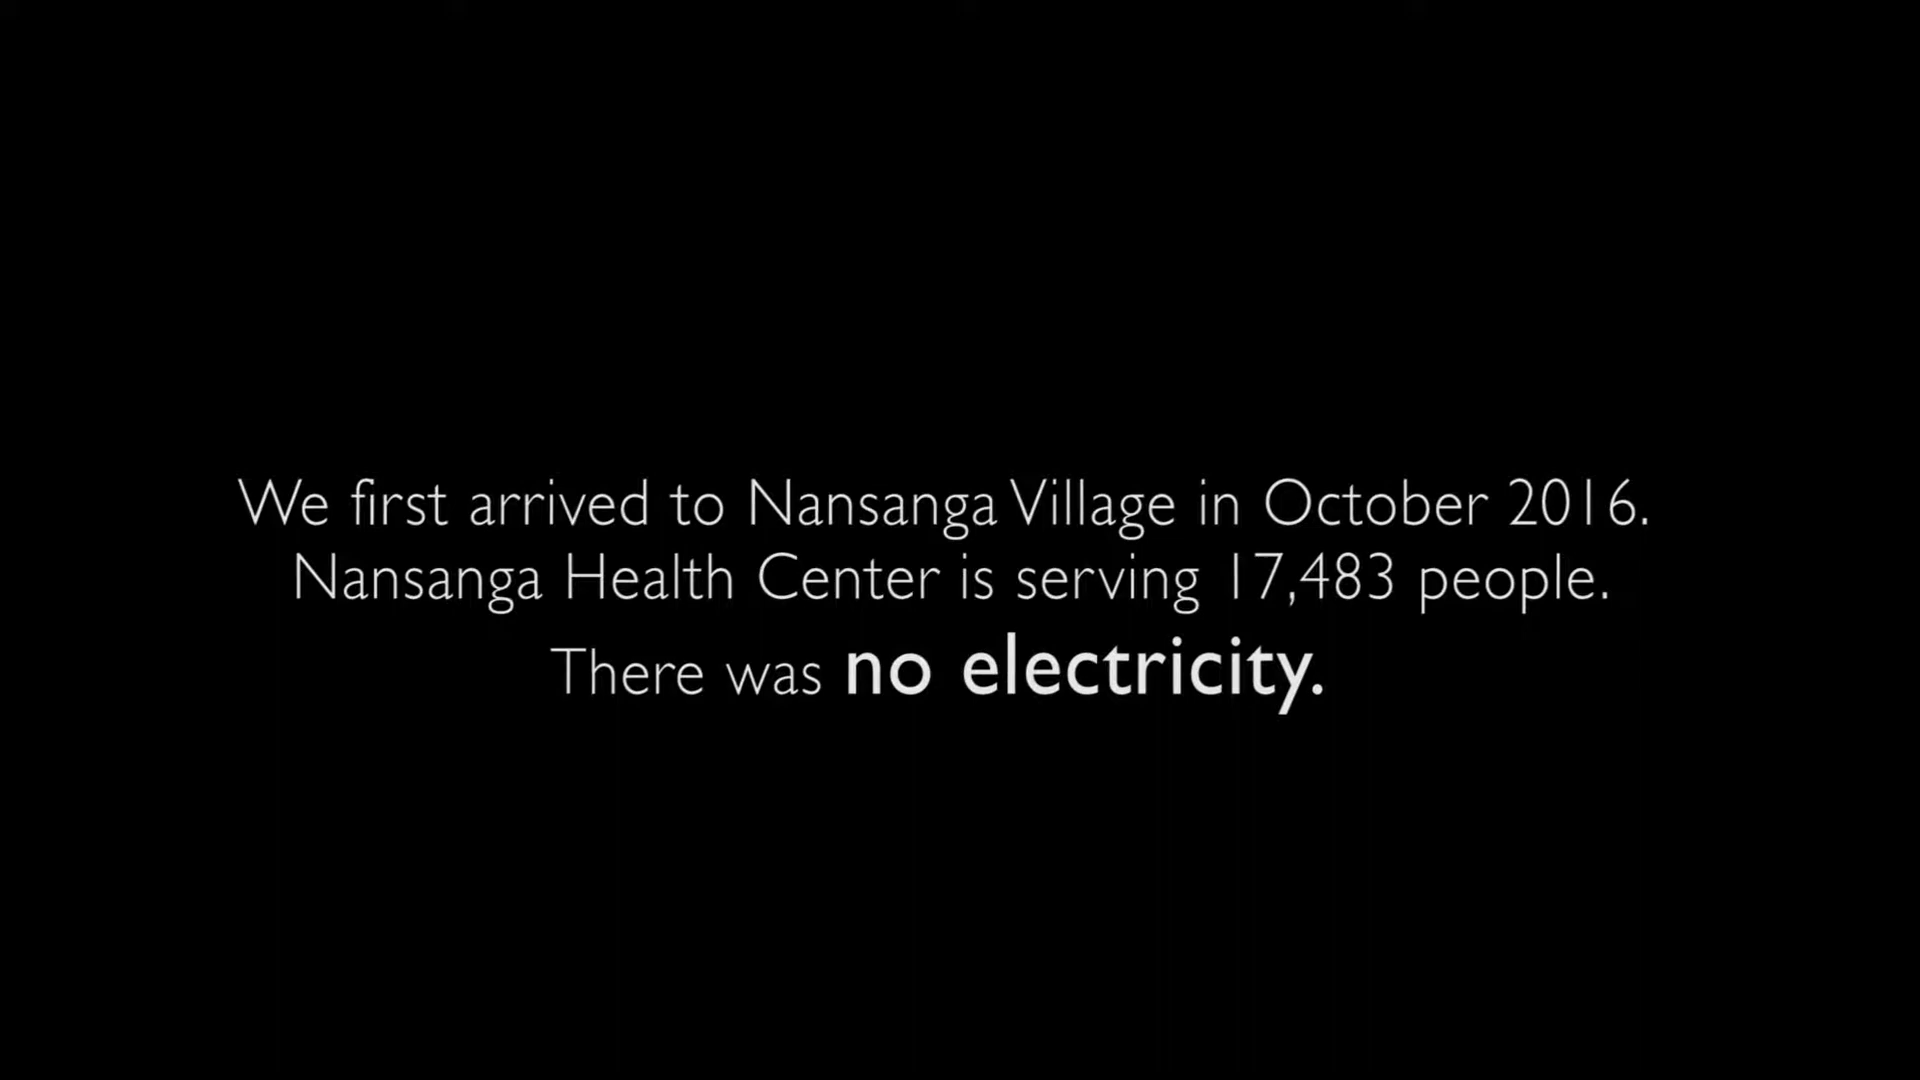 We first arrived to Nansanga Village in October 2016.
Nansanga Health Center is serving 17,483 people.
There was no electricity.